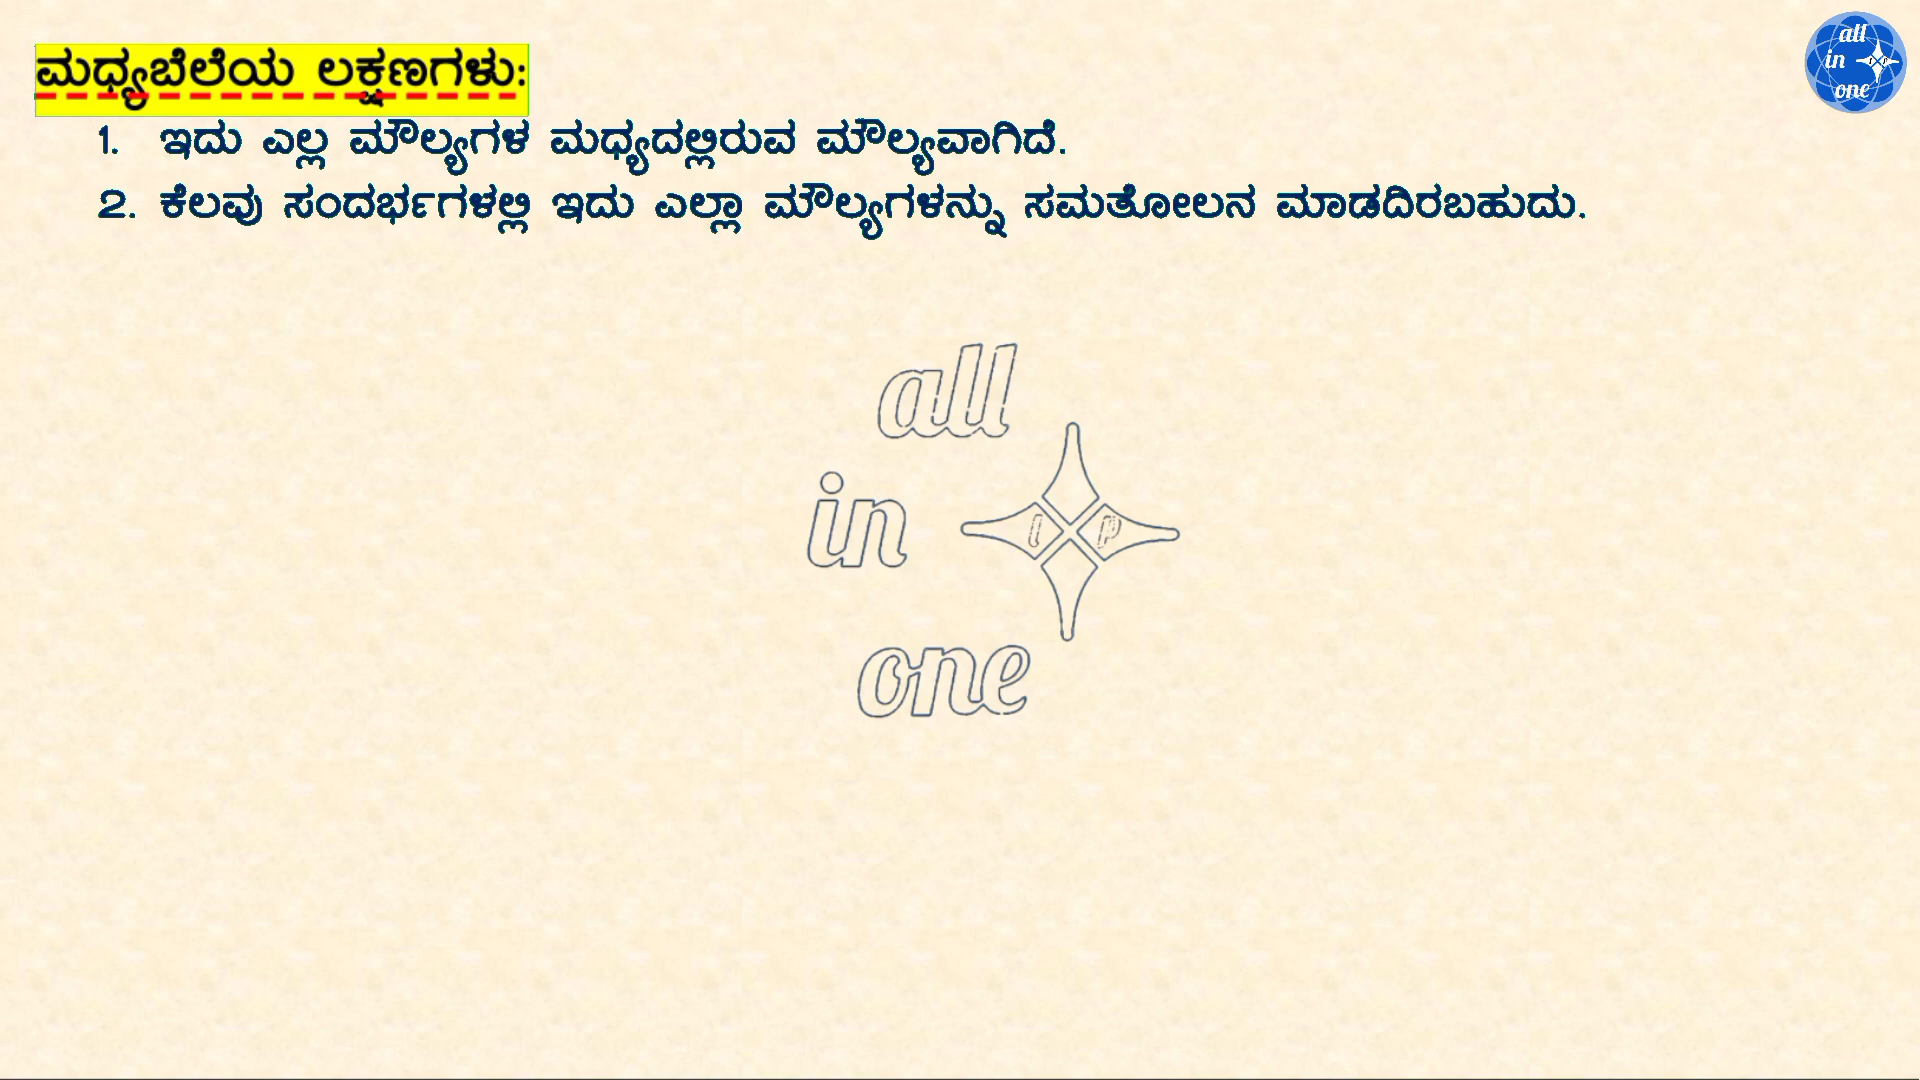 ಮಧ್ಯಬೆಲೆಯ ಲಕ್ಷಣಗಳು:
all
in
one
1. ಇದು ಎಲ್ಲ ಮೌಲ್ಯಗಳ ಮಧ್ಯದಲ್ಲಿರುವ ಮೌಲ್ಯವಾಗಿದೆ.
2. ಕೆಲವು ಸಂದರ್ಭಗಳಲ್ಲಿ ಇದು ಎಲ್ಲಾ ಮೌಲ್ಯಗಳನ್ನು ಸಮತೋಲನ ಮಾಡದಿರಬಹುದು.
all
in
one